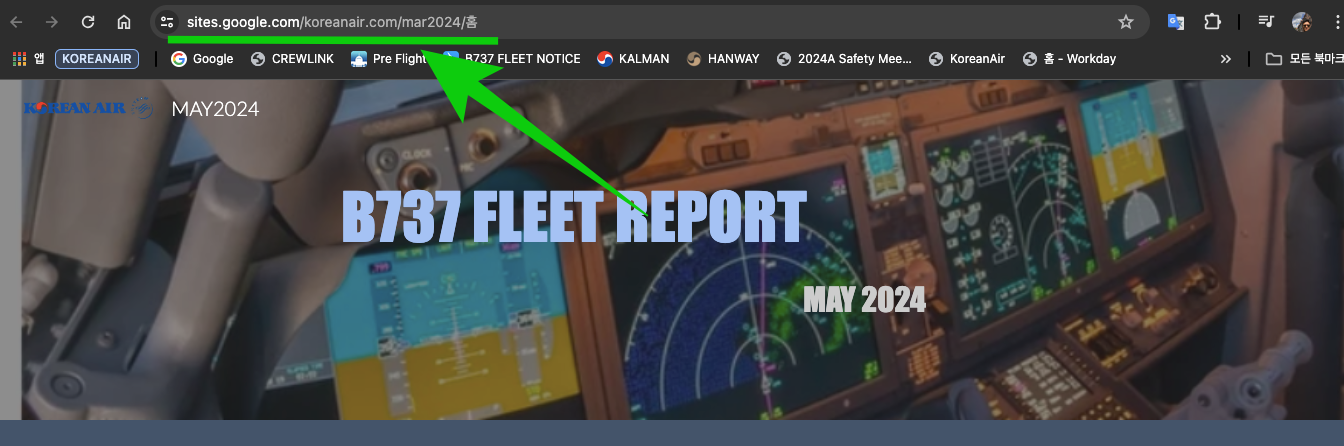 sites.google.com/koreanair.com/mar2024/홈
앱 KOREANAIR Google CREWLINK Pre Flight B737 FLEET NOTICE KALMAN HANWAY 2024A Safety Mee... KoreanAir 홈 - Workday » 모든 북마크
KOREAN AIR MAY2024
CLOCK
MIC
B737 FLEET REPORT
MAY 2024